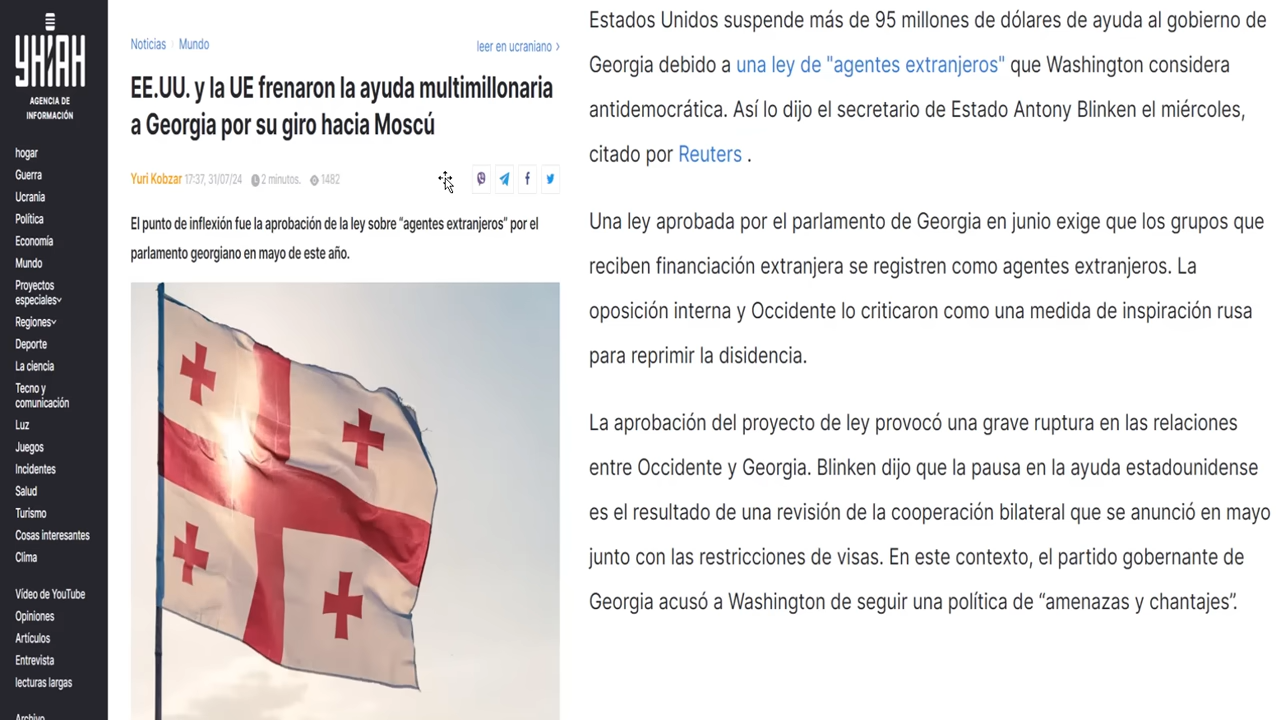 УНІАН
AGENCIA DE
INFORMACIÓN
hogar
Guerra
Ucrania
Política
Economía
Mundo
Proyectos
especiales
Regiones
Deporte
La ciencia
Tecno y
comunicación
Luz
Juegos
Incidentes
Salud
Turismo
Cosas interesantes
Clima
Vídeo de YouTube
Opiniones
Artículos
Entrevista
lecturas largas
Archivo
Noticias Mundo
leer en ucraniano
EE.UU. y la UE frenaron la ayuda multimillonaria
a Georgia por su giro hacia Moscú
Yuri Kobzar 17:37, 31/07/24 2 minutos. 1482
El punto de inflexión fue la aprobación de la ley sobre “agentes extranjeros” por el
parlamento georgiano en mayo de este año.
Estados Unidos suspende más de 95 millones de dólares de ayuda al gobierno de
Georgia debido a una ley de "agentes extranjeros" que Washington considera
antidemocrática. Así lo dijo el secretario de Estado Antony Blinken el miércoles,
citado por Reuters .
Una ley aprobada por el parlamento de Georgia en junio exige que los grupos que
reciben financiación extranjera se registren como agentes extranjeros. La
oposición interna y Occidente lo criticaron como una medida de inspiración rusa
para reprimir la disidencia.
La aprobación del proyecto de ley provocó una grave ruptura en las relaciones
entre Occidente y Georgia. Blinken dijo que la pausa en la ayuda estadounidense
es el resultado de una revisión de la cooperación bilateral que se anunció en mayo
junto con las restricciones de visas. En este contexto, el partido gobernante de
Georgia acusó a Washington de seguir una política de “amenazas y chantajes”.